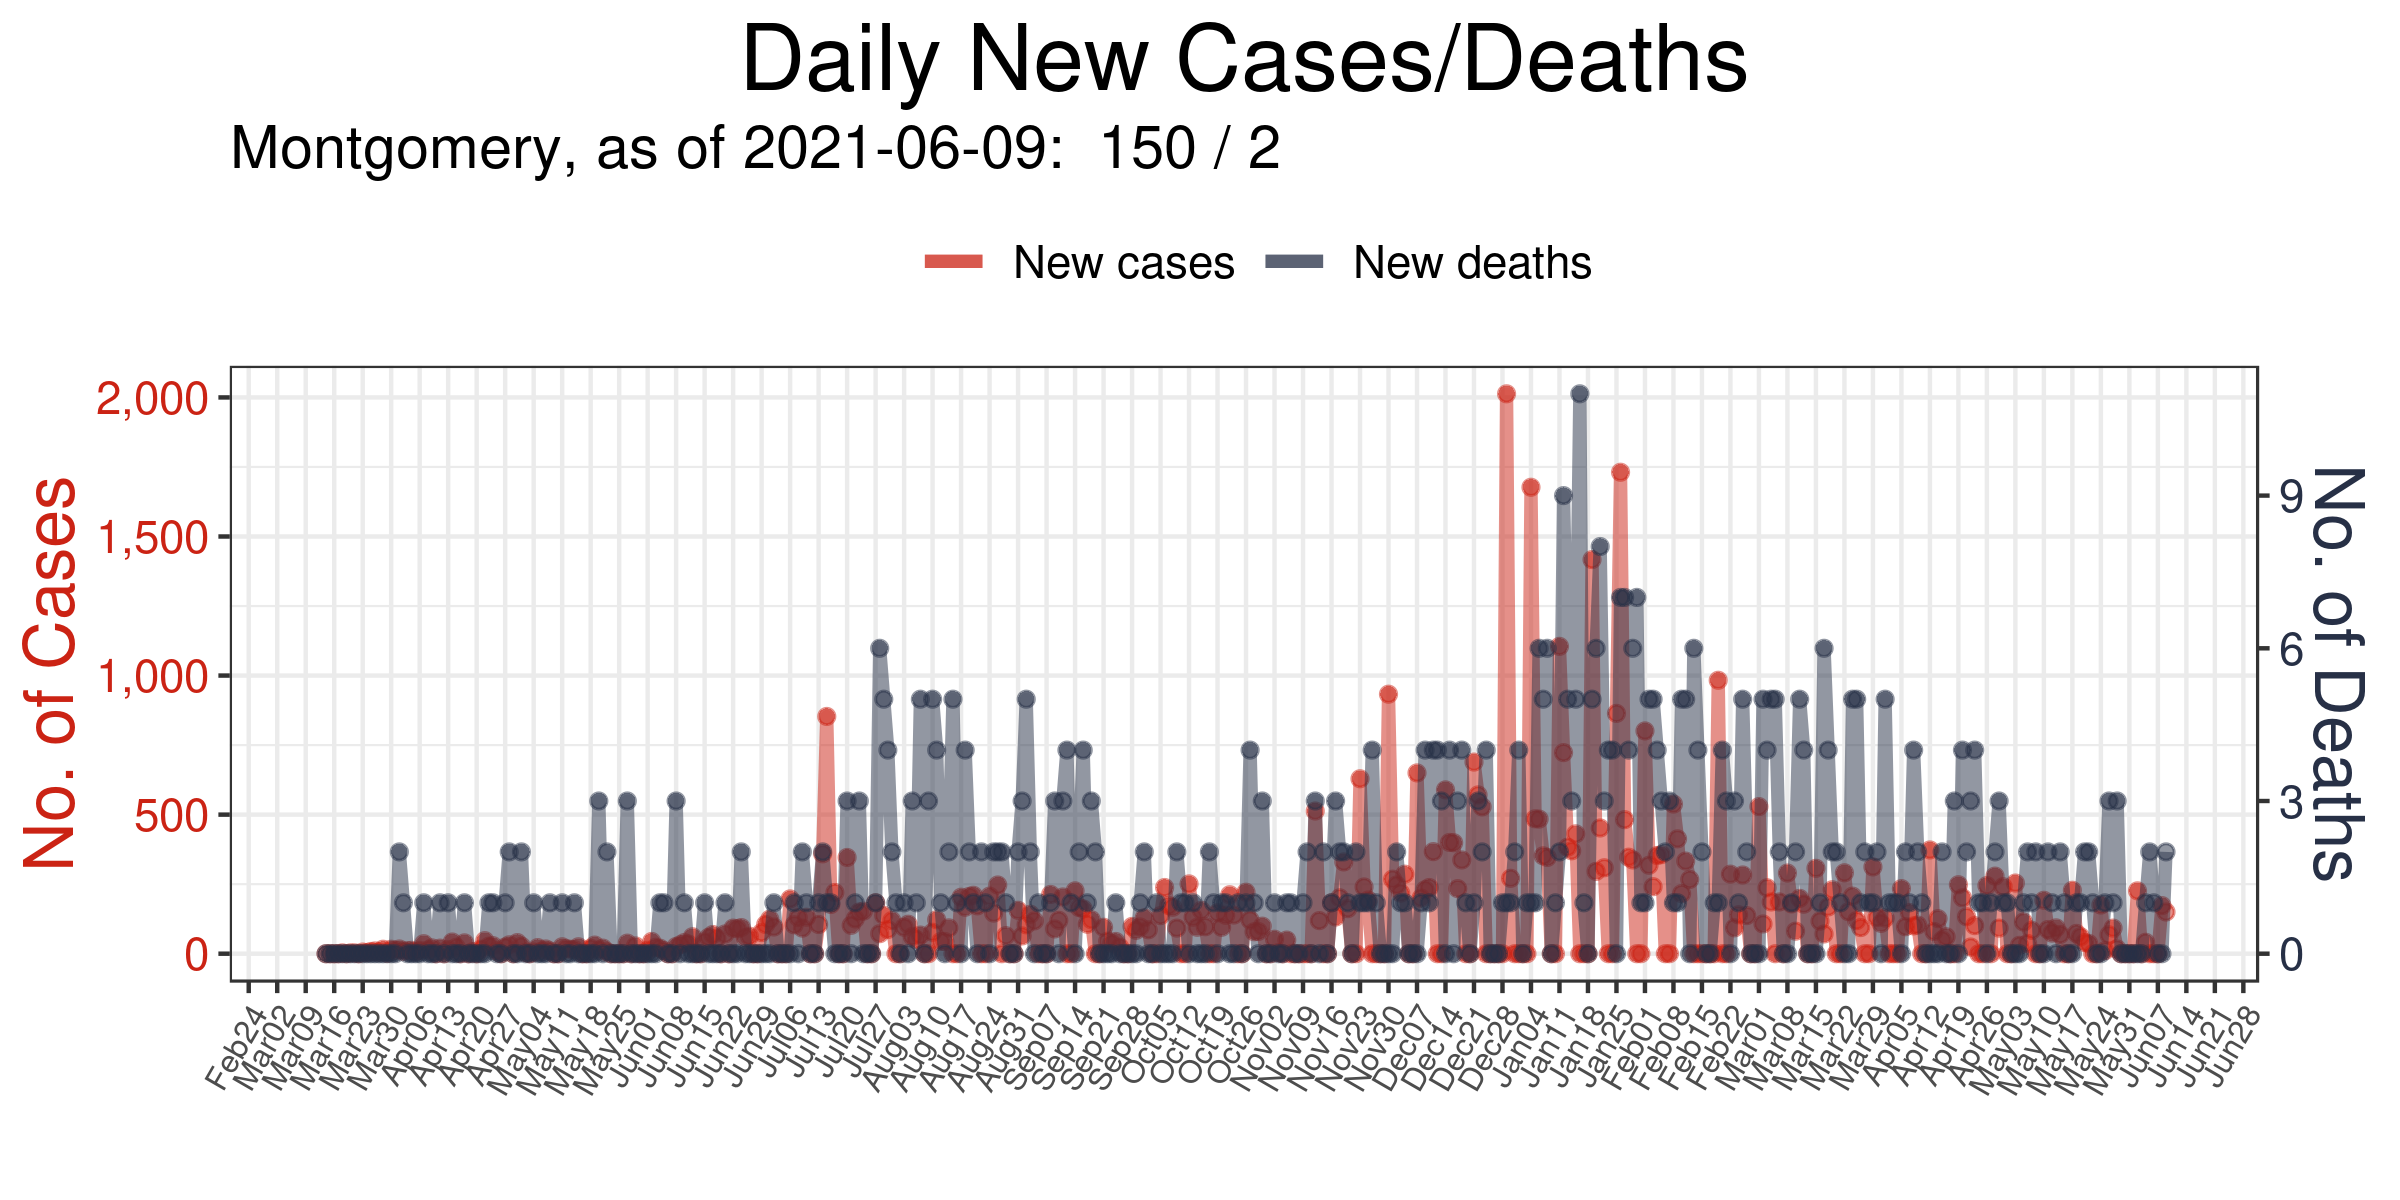 Daily New Cases/Deaths
Montgomery, as of 2021-06-09:  150 / 2
New cases
New deaths
No. of Cases
2,000
1,500
1,000
500
0
9
6
3
0
No. of Deaths
Feb24
Mar02
Mar09
Mar16
Mar23
Mar30
Apr06
Apr13
Apr20
Apr27
May04
May11
May18
May25
Jun01
Jun08
Jun15
Jun22
Jun29
Jul06
Jul13
Jul20
Jul27
Aug03
Aug10
Aug17
Aug24
Aug31
Sep07
Sep14
Sep21
Sep28
Oct05
Oct12
Oct19
Oct26
Nov02
Nov09
Nov16
Nov23
Nov30
Dec07
Dec14
Dec21
Dec28
Jan04
Jan11
Jan18
Jan25
Feb01
Feb08
Feb15
Feb22
Mar01
Mar08
Mar15
Mar22
Mar29
Apr05
Apr12
Apr19
Apr26
May03
May10
May17
May24
May31
Jun07
Jun14
Jun21
Jun28